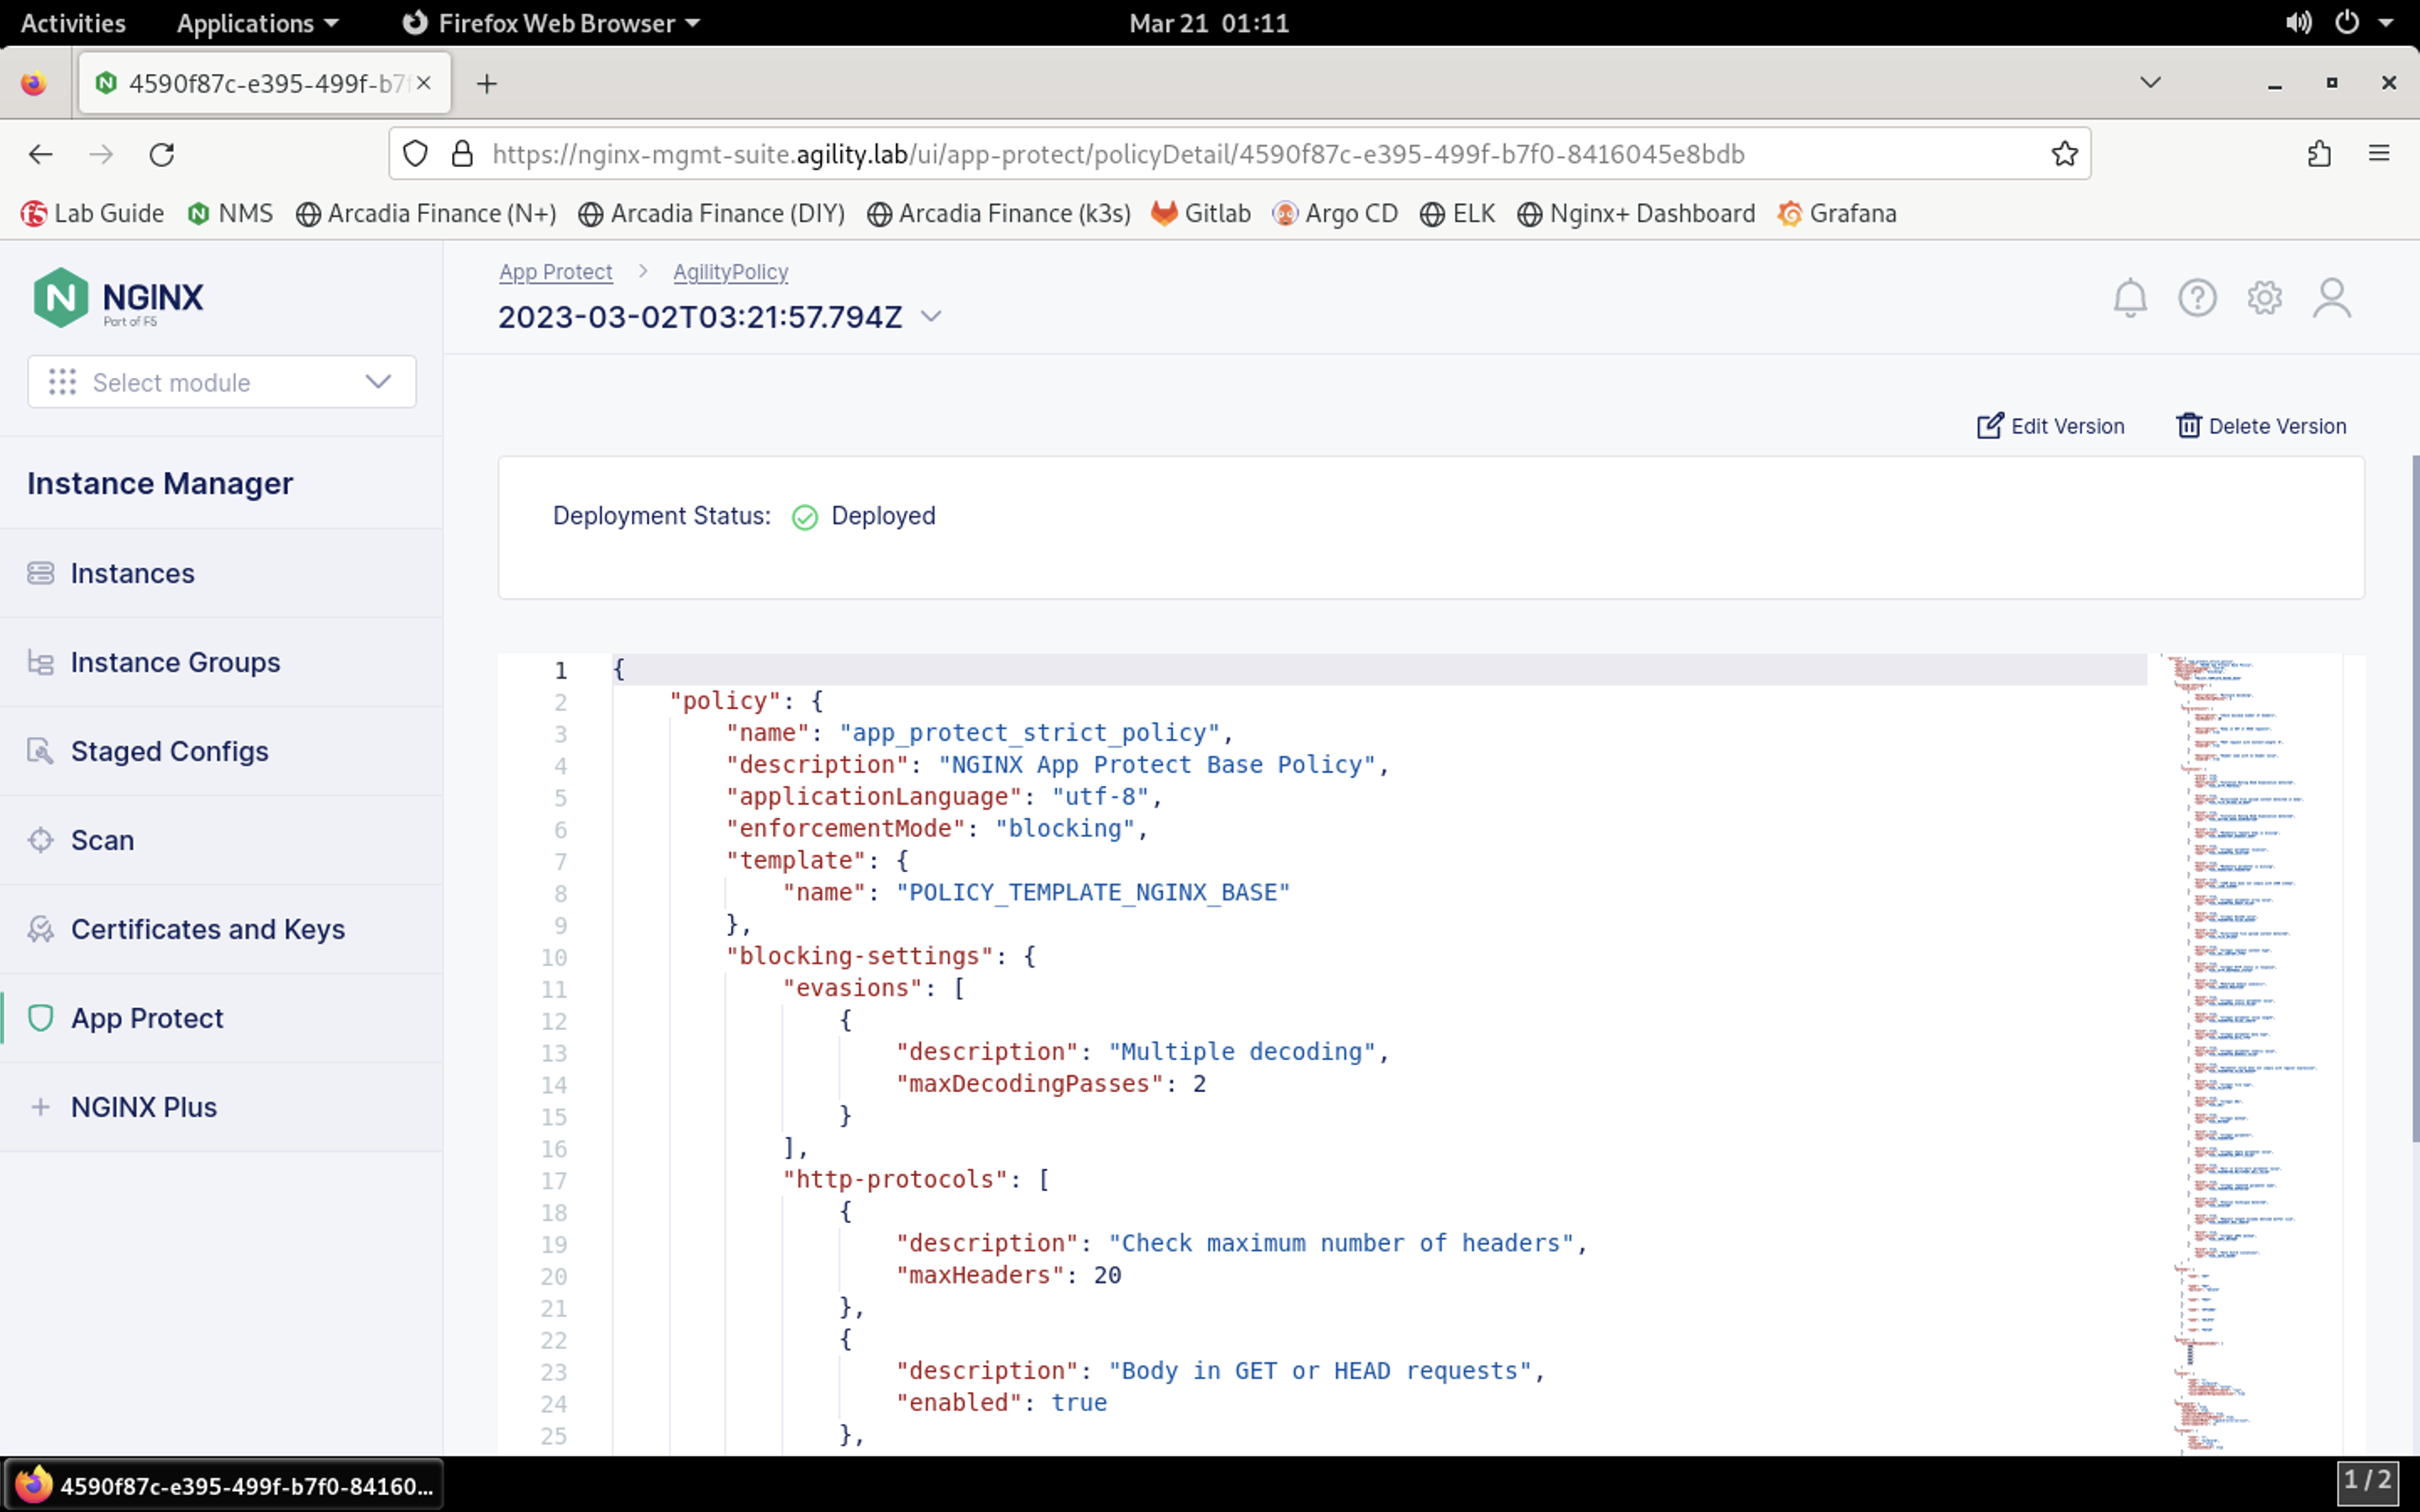 Activities Applications Firefox Web Browser Mar 21 01:11
4590f87c-e395-499f-b7f
https://nginx-mgmt-suite.agility.lab/ui/app-protect/policyDetail/4590f87c-e395-499f-b7f0-8416045e8bdb
Lab Guide NMS Arcadia Finance (N+) Arcadia Finance (DIY) Arcadia Finance (k3s) Gitlab Argo CD ELK Nginx+ Dashboard Grafana
NGINX
Part of F5
Select module
Instance Manager
Instances
Instance Groups
Staged Configs
Scan
Certificates and Keys
App Protect
NGINX Plus
App Protect > AgilityPolicy
2023-03-02T03:21:57.794Z
Edit Version Delete Version
Deployment Status: Deployed
1 {
2 "policy": {
3 "name": "app_protect_strict_policy",
4 "description": "NGINX App Protect Base Policy",
5 "applicationLanguage": "utf-8",
6 "enforcementMode": "blocking",
7 "template": {
8 "name": "POLICY_TEMPLATE_NGINX_BASE"
9 },
10 "blocking-settings": {
11 "evasions": [
12 {
13 "description": "Multiple decoding",
14 "maxDecodingPasses": 2
15 }
16 ],
17 "http-protocols": [
18 {
19 "description": "Check maximum number of headers",
20 "maxHeaders": 20
21 },
22 {
23 "description": "Body in GET or HEAD requests",
24 "enabled": true
25 },
4590f87c-e395-499f-b7f0-84160... 1 / 2